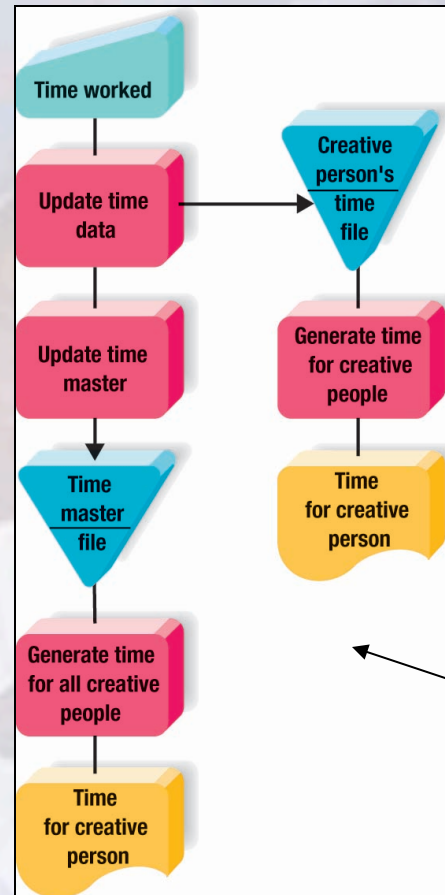 Time worked
Update time
data
Update time
master
Time
master
file
Generate time
for all creative
people
Time
for creative
person
Creative
person's
time
file
Generate time
for creative
people
Time
for creative
person